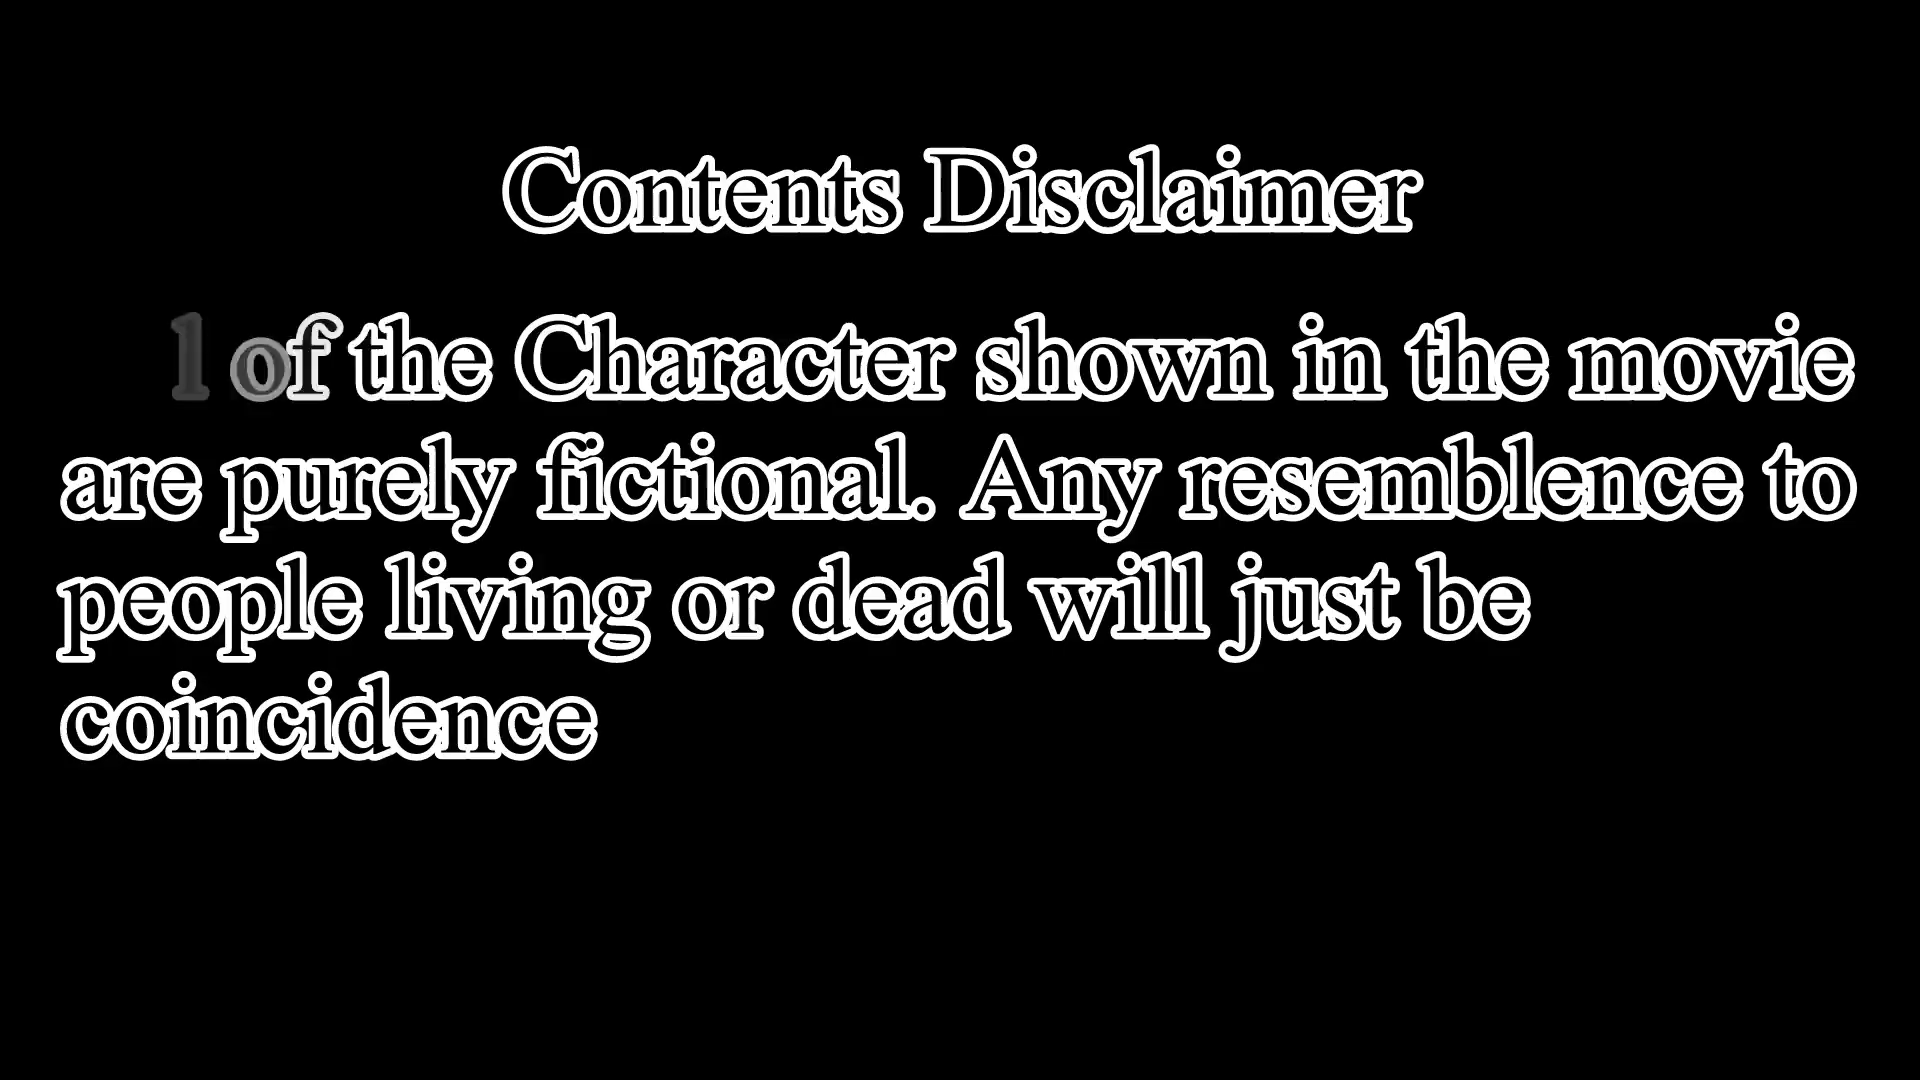 Contents Disclaimer
l of the Character shown in the movie
are purely fictional. Any resemblence to
people living or dead will just be
coincidence